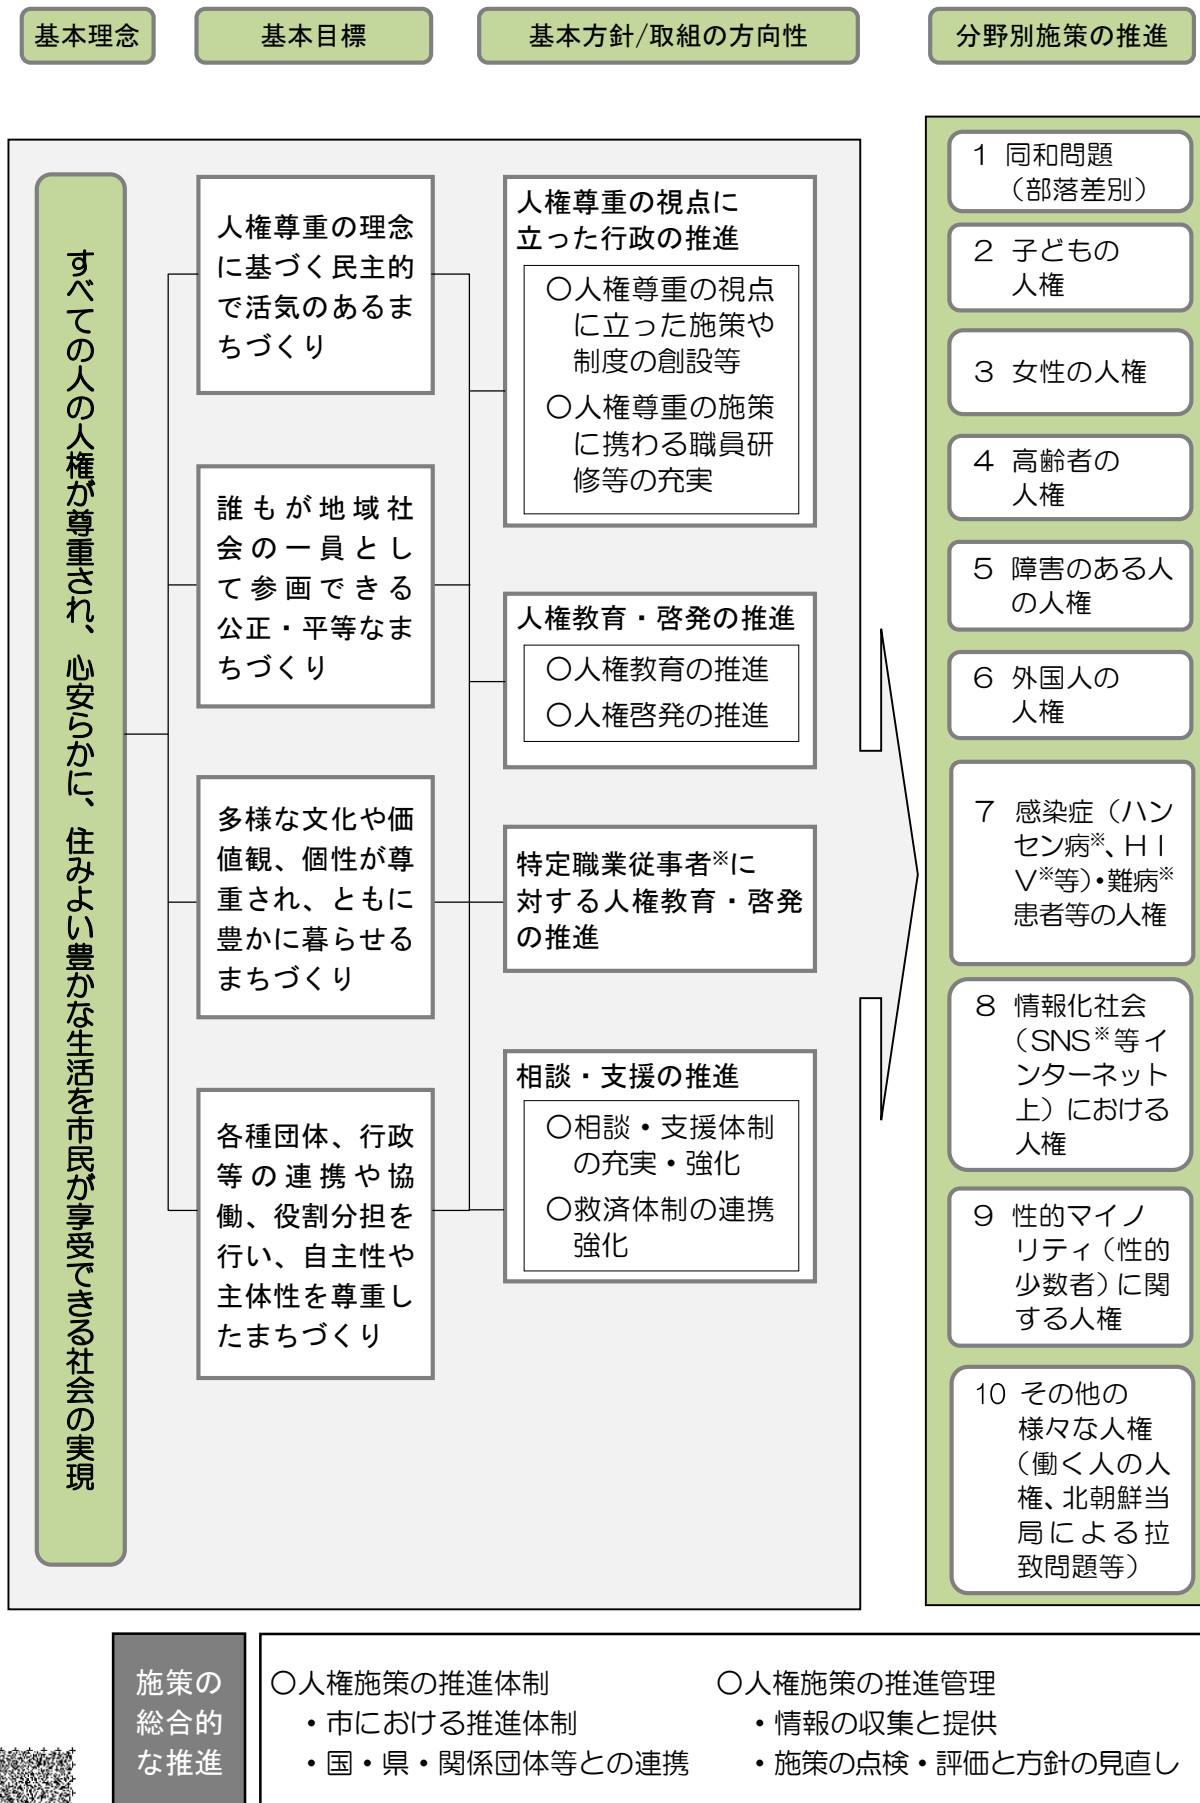 基本理念
基本目標
基本方針/取組の方向性
分野別施策の推進
すべての人の人権が尊重され、心安らかに、住みよい豊かな生活を市民が享受できる社会の実現
人権尊重の理念
に基づく民主的
で活気のあるま
ちづくり
誰もが地域社
会の一員とし
て参画できる
公正・平等なま
ちづくり
多様な文化や価
値観、個性が尊
重され、ともに
豊かに暮らせる
まちづくり
各種団体、行政
等の連携や協
働、役割分担を
行い、自主性や
主体性を尊重し
たまちづくり
人権尊重の視点に
立った行政の推進
○人権尊重の視点
に立った施策や
制度の創設等
○人権尊重の施策
に携わる職員研
修等の充実
人権教育・啓発の推進
○人権教育の推進
○人権啓発の推進
特定職業従事者※に
対する人権教育・啓発
の推進
相談・支援の推進
○相談・支援体制
の充実・強化
○救済体制の連携
強化
1 同和問題
（部落差別）
2 子どもの
人権
3 女性の人権
4 高齢者の
人権
5 障害のある人
の人権
6 外国人の
人権
7 感染症（ハン
セン病※、ＨＩ
Ｖ※等）・難病※
患者等の人権
8 情報化社会
（SNS※等イ
ンターネット
上）における
人権
9 性的マイノ
リティ（性的
少数者）に関
する人権
10 その他の
様々な人権
（働く人の人
権、北朝鮮当
局による拉
致問題等）
施策の
総合的
な推進
○人権施策の推進体制
・市における推進体制
・国・県・関係団体等との連携
○人権施策の推進管理
・情報の収集と提供
・施策の点検・評価と方針の見直し